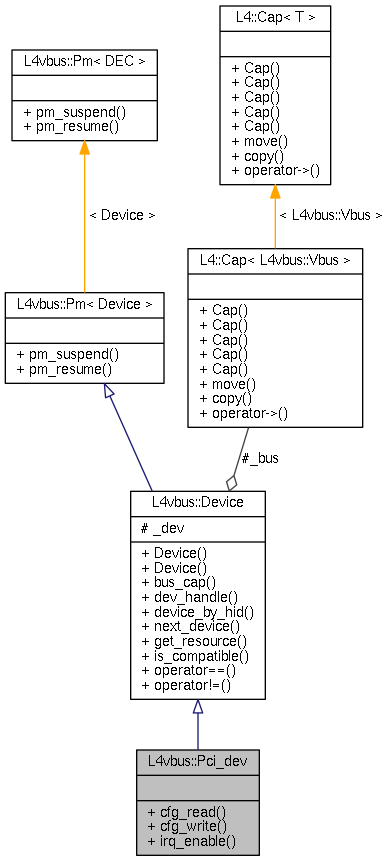 L4::Cap< T >
+ Cap()
+ Cap()
+ Cap()
+ Cap()
+ Cap()
+ move()
+ copy()
+ operator->()
L4vbus::Pm< DEC >
+ pm_suspend()
+ pm_resume()
< Device >
< L4vbus::Vbus >
L4::Cap< L4vbus::Vbus >
+ Cap()
+ Cap()
+ Cap()
+ Cap()
+ Cap()
+ move()
+ copy()
+ operator->()
L4vbus::Pm< Device >
+ pm_suspend()
+ pm_resume()
#_bus
L4vbus::Device
# _dev
+ Device()
+ Device()
+ bus_cap()
+ dev_handle()
+ device_by_hid()
+ next_device()
+ get_resource()
+ is_compatible()
+ operator==()
+ operator!=()
L4vbus::Pci_dev
+ cfg_read()
+ cfg_write()
+ irq_enable()